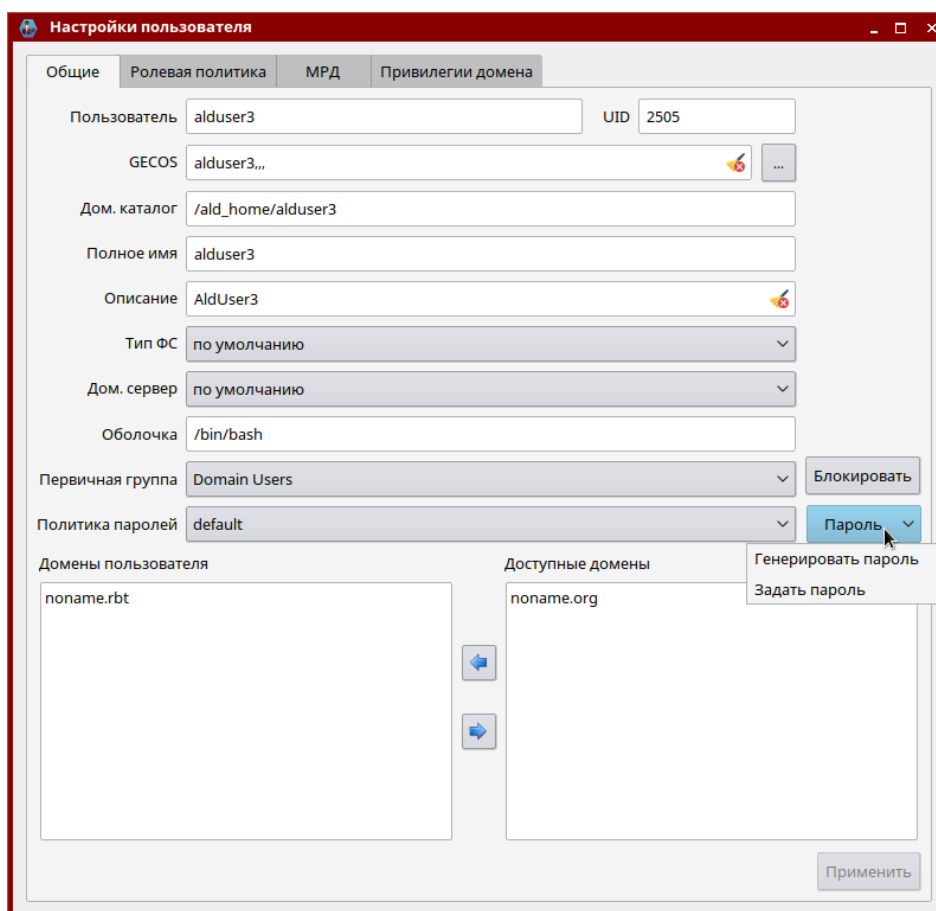 Настройки пользователя
Общие Ролевая политика МРД Привилегии домена
Пользователь alduser3 UID 2505
GECOS alduser3,,, ...
Дом. каталог /ald_home/alduser3
Полное имя alduser3
Описание AldUser3
Тип ФС по умолчанию
Дом. сервер по умолчанию
Оболочка /bin/bash
Первичная группа Domain Users Блокировать
Политика паролей default Пароль
Домены пользователя Доступные домены Генерировать пароль
Задать пароль
noname.rbt noname.org
Применить